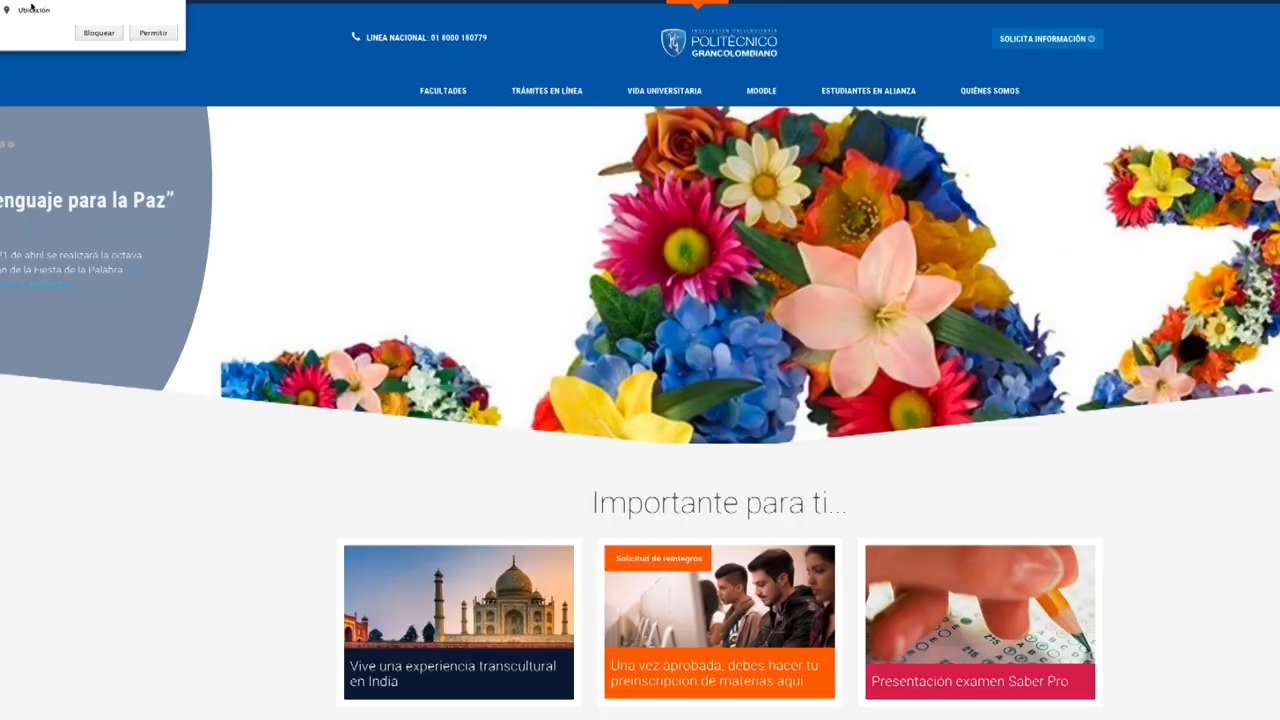 Ubicación
Bloquear
Permitir
LINEA NACIONAL: 01 8000 180779
INSTITUCIÓN UNIVERSITARIA
POLITÉCNICO
GRANCOLOMBIANO
SOLICITA INFORMACIÓN
FACULTADES
TRÁMITES EN LÍNEA
VIDA UNIVERSITARIA
MOODLE
ESTUDIANTES EN ALIANZA
QUIÉNES SOMOS
enguaje para la Paz”
21 de abril se realizará la octava
n de la Fiesta de la Palabra
Importante para ti...
Vive una experiencia transcultural
en India
Solicitud de reintegros
Una vez aprobada, debes hacer tu
preinscripción de materias aquí.
Presentación examen Saber Pro